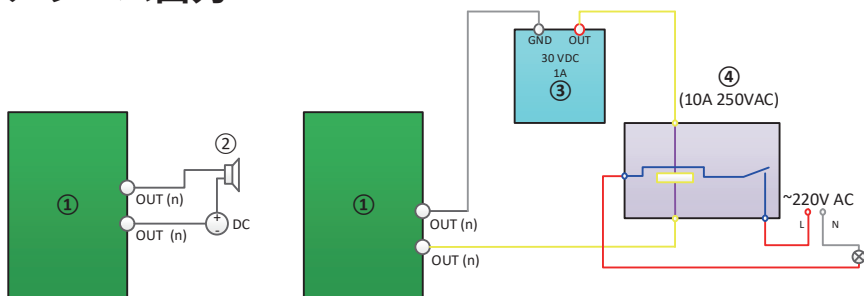 ①
②
OUT (n)
OUT (n)
+
-
DC
①
OUT (n)
OUT (n)
GND OUT
30 VDC
1A
③
④
(10A 250VAC)
~220V AC
L N